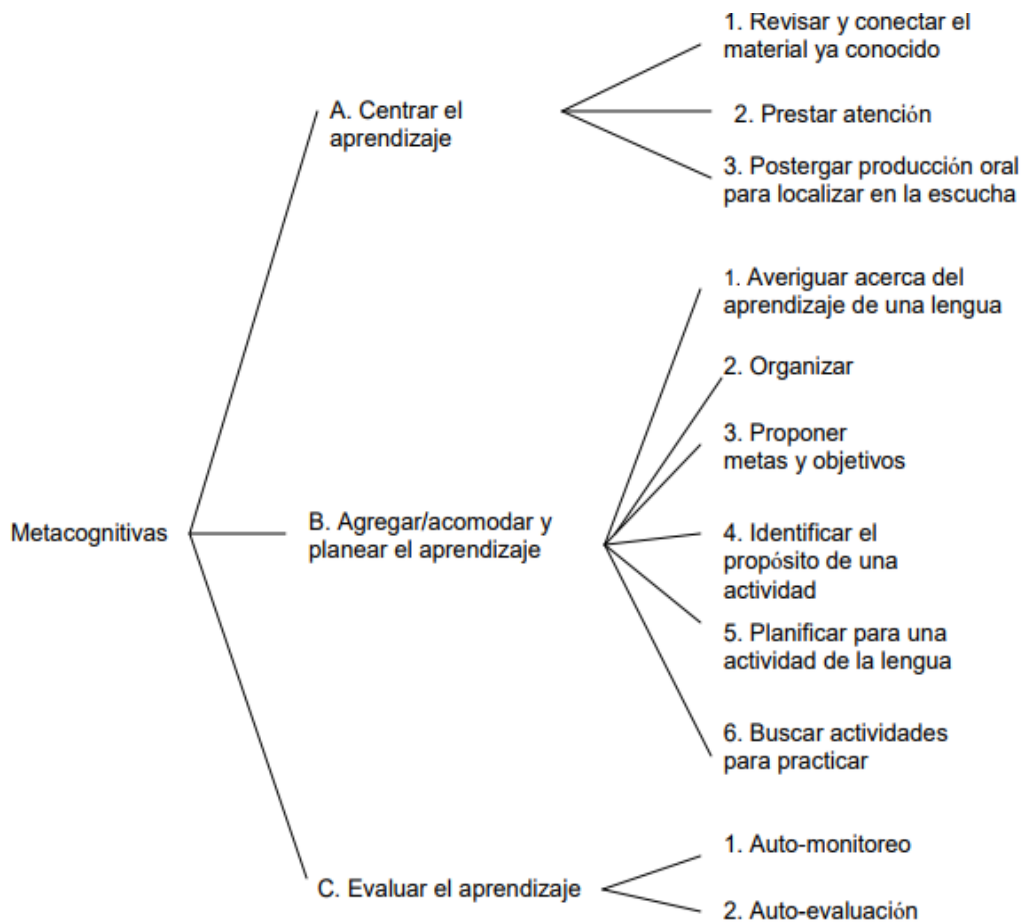 1. Revisar y conectar el
material ya conocido
A. Centrar el
aprendizaje
2. Prestar atención
3. Postergar producción oral
para localizar en la escucha
1. Averiguar acerca del
aprendizaje de una lengua
2. Organizar
3. Proponer
metas y objetivos
Metacognitivas
B. Agregar/acomodar y
planear el aprendizaje
4. Identificar el
propósito de una
actividad
5. Planificar para una
actividad de la lengua
6. Buscar actividades
para practicar
C. Evaluar el aprendizaje
1. Auto-monitoreo
2. Auto-evaluación